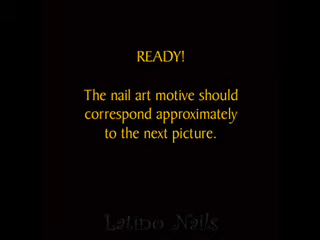 READY!
The nail art motive should
correspond approximately
to the next picture.
Latino Nails